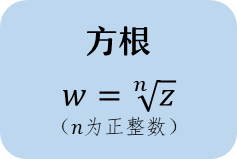 方根
w = ⁿ√z
（n为正整数）